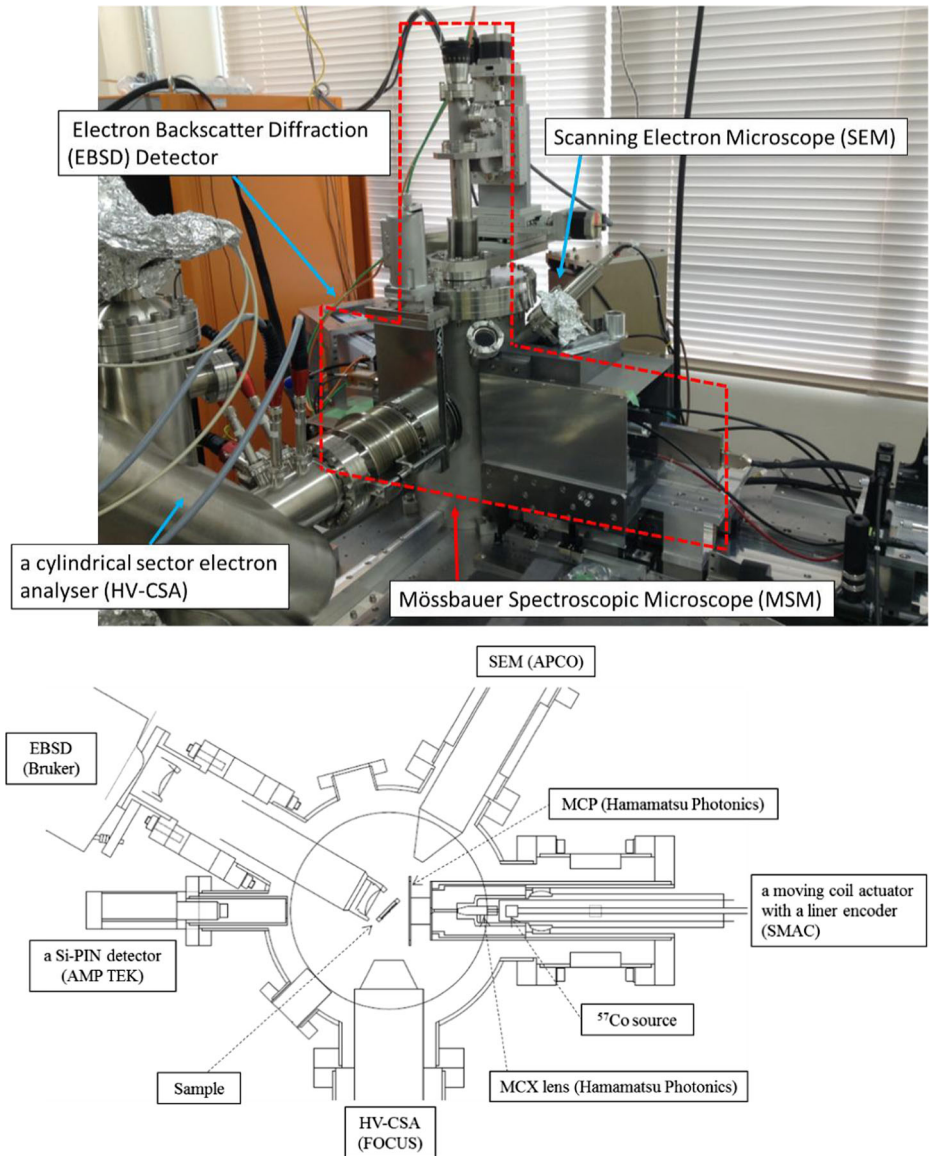 Electron Backscatter Diffraction
(EBSD) Detector
Scanning Electron Microscope (SEM)
a cylindrical sector electron
analyser (HV-CSA)
Mössbauer Spectroscopic Microscope (MSM)
SEM (APCO)
EBSD
(Bruker)
MCP (Hamamatsu Photonics)
a moving coil actuator
with a liner encoder
(SMAC)
a Si-PIN detector
(AMP TEK)
⁵⁷Co source
Sample
MCX lens (Hamamatsu Photonics)
HV-CSA
(FOCUS)